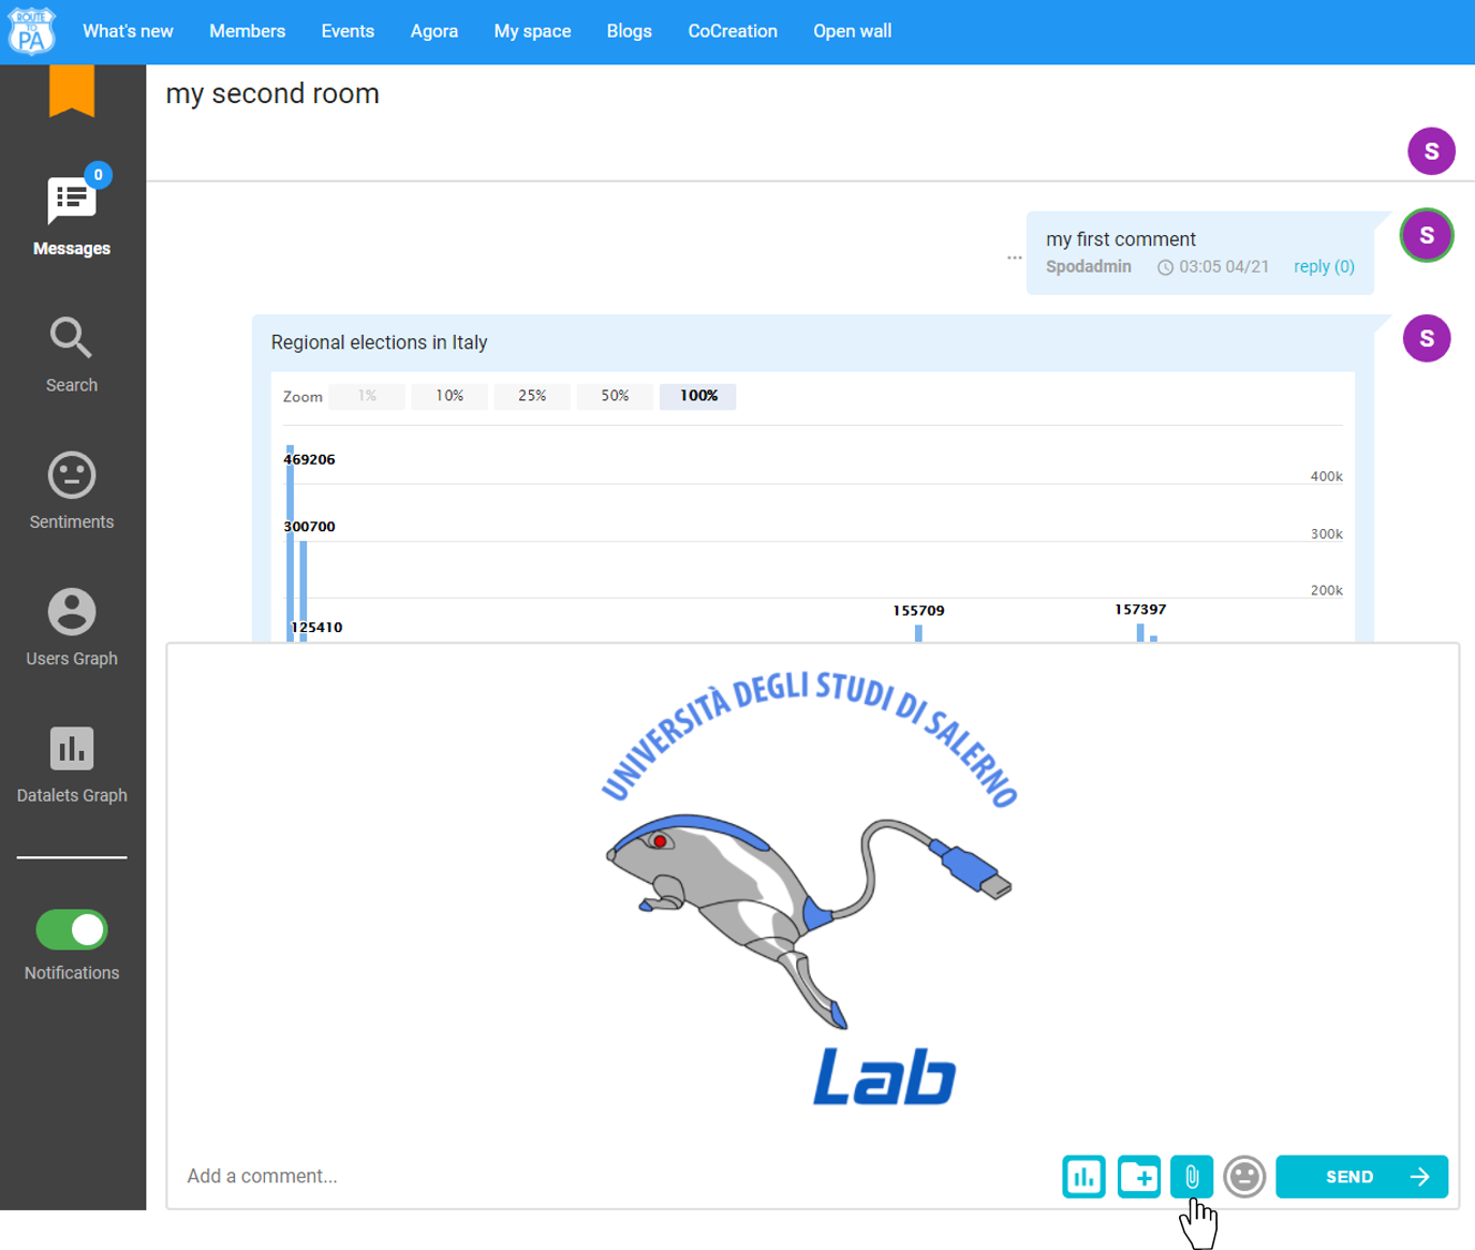 ROUTE
TO
PA
What's new
Members
Events
Agora
My space
Blogs
CoCreation
Open wall
my second room
S
0
Messages
my first comment
Spodadmin 03:05 04/21 reply (0)
...
S
Search
Regional elections in Italy
S
Zoom 1% 10% 25% 50% 100%
469206
400k
300700
300k
200k
155709
157397
125410
Sentiments
Users Graph
Datalets Graph
Notifications
UNIVERSITÀ DEGLI STUDI DI SALERNO
Lab
Add a comment...
SEND